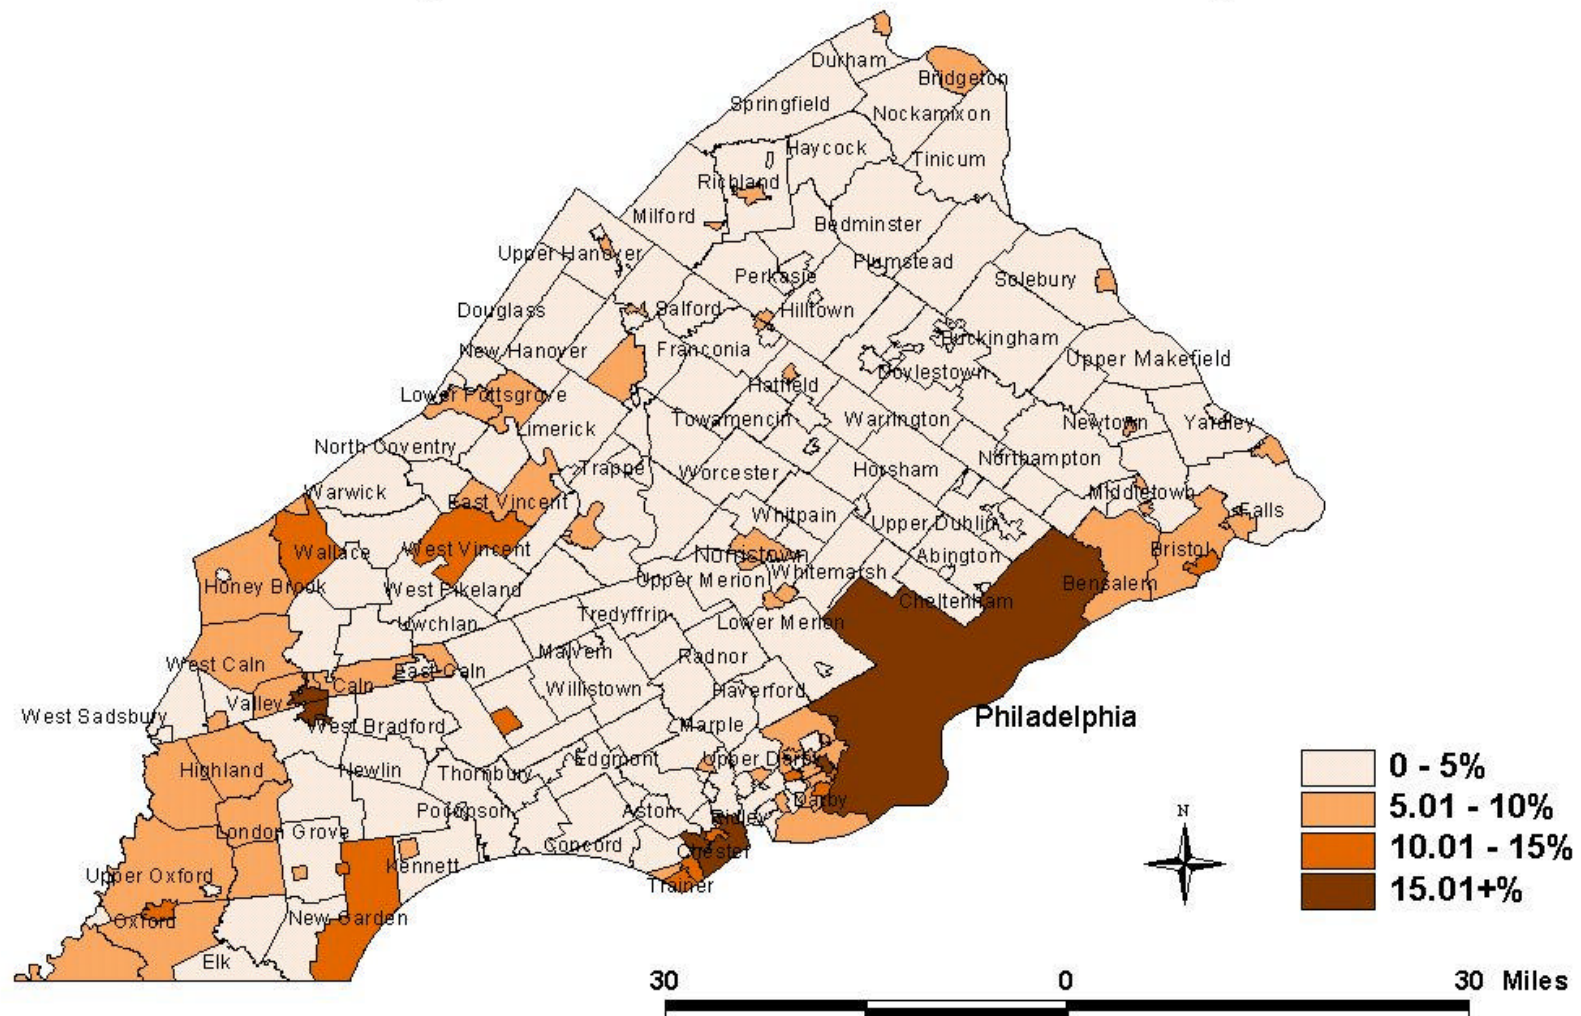 Durham
Bridgeton
Springfield
Nockamixon
Haycock
Tinicum
Richland
Milford
Bedminster
Upper Hanover
Plumstead
Perkasie
Solebury
Douglass
Salford
Hilltown
Buckingham
New Hanover
Franconia
Upper Makefield
Doylestown
Hatfield
Lower Pottsgrove
Towamencin
Warrington
Newtown
Yardley
Limerick
North Coventry
Northampton
Trappe
Worcester
Horsham
Warwick
Middletown
East Vincent
Whitpain
Upper Dublin
Falls
Wallace
West Vincent
Norristown
Abington
Bristol
Honey Brook
West Pikeland
Upper Merion
Whitemarsh
Bensalem
Cheltenham
Uwchlan
Tredyffrin
Lower Merion
Malvern
Radnor
West Caln
East Caln
Caln
Willistown
Haverford
Valley
West Sadsbury
West Bradford
Marple
Philadelphia
Highland
Newlin
Thornbury
Edgmont
Upper Darby
0 - 5%
Darby
5.01 - 10%
Pocopson
Aston
Ridley
N
London Grove
Concord
Chester
10.01 - 15%
Kennett
Upper Oxford
Trainer
15.01+%
Oxford
New Garden
Elk
30 0 30 Miles